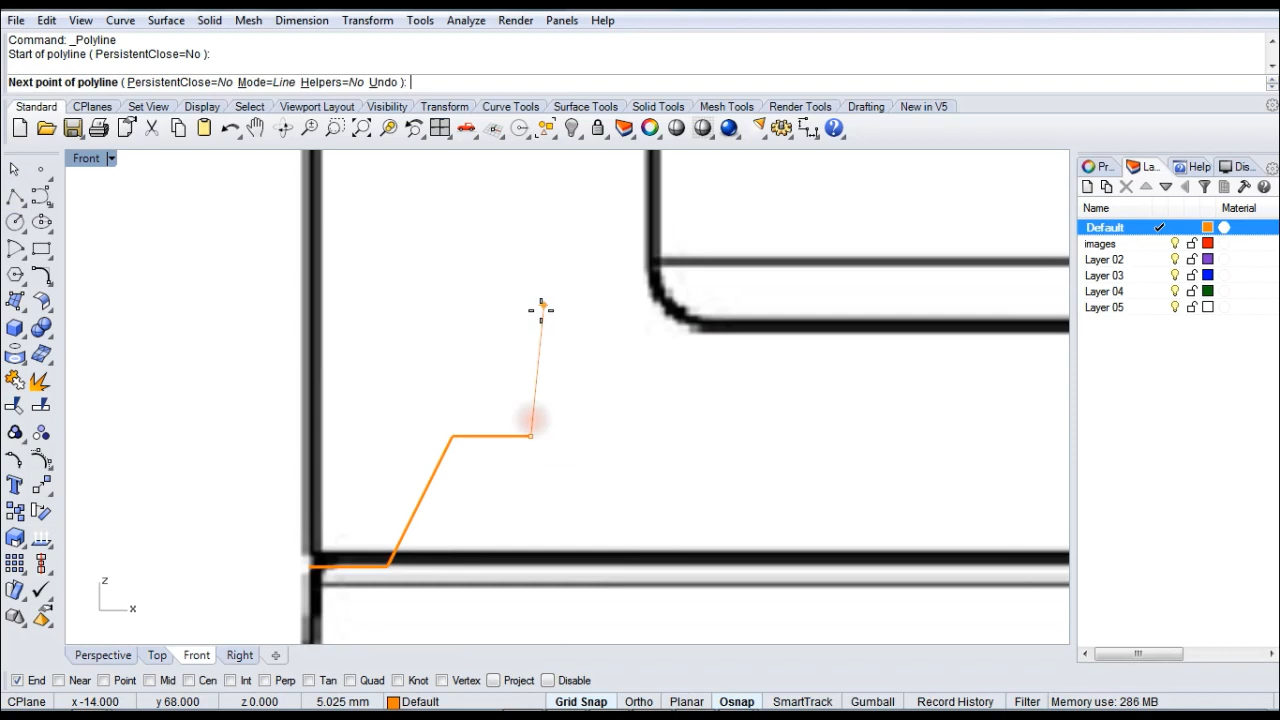 File Edit View Curve Surface Solid Mesh Dimension Transform Tools Analyze Render Panels Help
Command: _Polyline
Start of polyline ( PersistentClose=No ):
Next point of polyline ( PersistentClose=No Mode=Line Helpers=No Undo ):
Standard CPlanes Set View Display Select Viewport Layout Visibility Transform Curve Tools Surface Tools Solid Tools Mesh Tools Render Tools Drafting New in V5
Front
Pr... La... Help Dis...
Name Material
Default
images
Layer 02
Layer 03
Layer 04
Layer 05
z
x
Perspective Top Front Right
End Near Point Mid Cen Int Perp Tan Quad Knot Vertex Project Disable
CPlane x -14.000 y 68.000 z 0.000 5.025 mm Default Grid Snap Ortho Planar Osnap SmartTrack Gumball Record History Filter Memory use: 286 MB